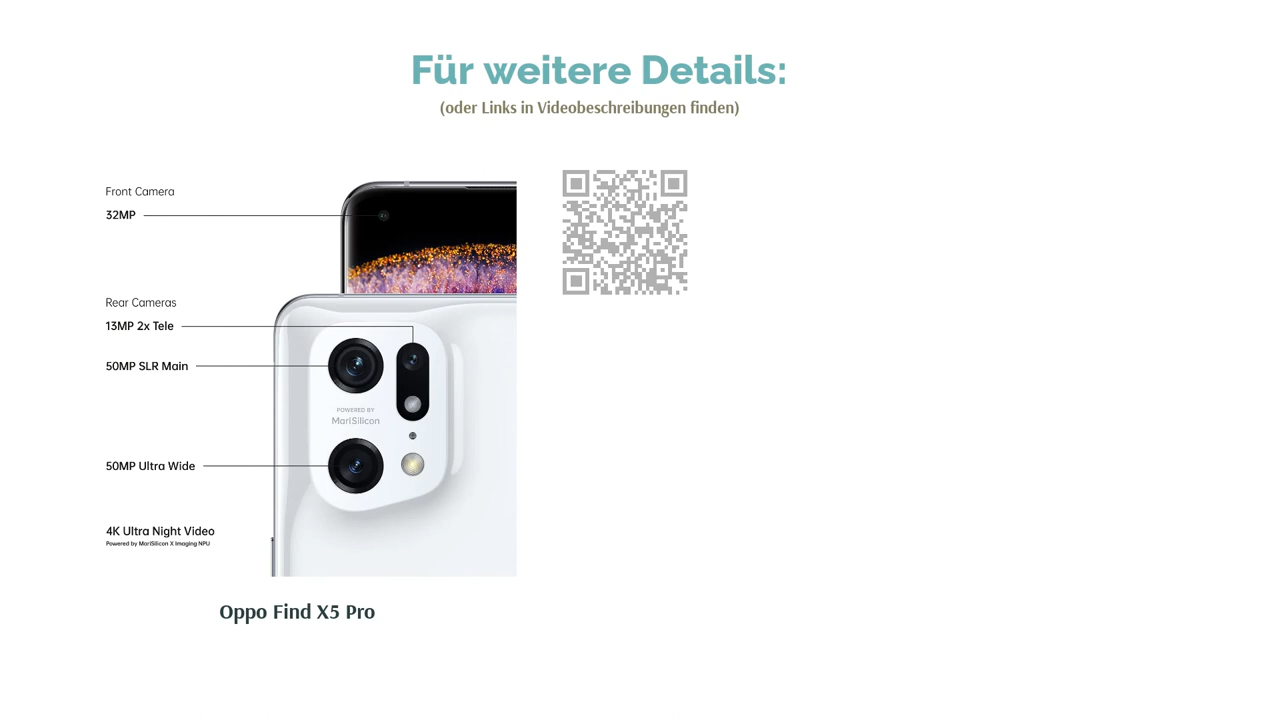 Für weitere Details:
(oder Links in Videobeschreibungen finden)
Front Camera
32MP
Rear Cameras
13MP 2x Tele
50MP SLR Main
POWERED BY
MariSilicon
50MP Ultra Wide
4K Ultra Night Video
Powered by MariSilicon X Imaging NPU
Oppo Find X5 Pro